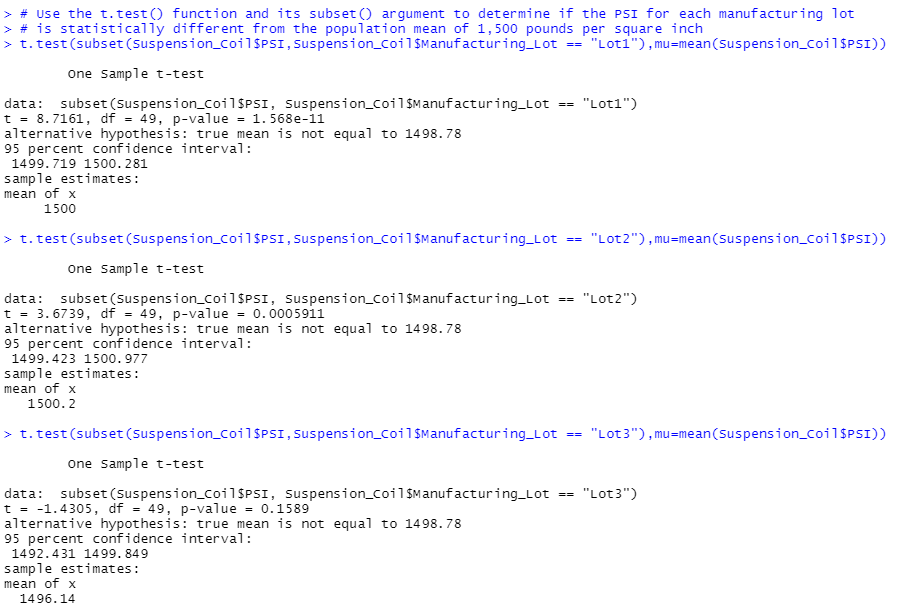 > # Use the t.test() function and its subset() argument to determine if the PSI for each manufacturing lot
> # is statistically different from the population mean of 1,500 pounds per square inch
> t.test(subset(Suspension_Coil$PSI,Suspension_Coil$Manufacturing_Lot == "Lot1"),mu=mean(Suspension_Coil$PSI))
One Sample t-test
data:  subset(Suspension_Coil$PSI, Suspension_Coil$Manufacturing_Lot == "Lot1")
t = 8.7161, df = 49, p-value = 1.568e-11
alternative hypothesis: true mean is not equal to 1498.78
95 percent confidence interval:
1499.719 1500.281
sample estimates:
mean of x
1500
> t.test(subset(Suspension_Coil$PSI,Suspension_Coil$Manufacturing_Lot == "Lot2"),mu=mean(Suspension_Coil$PSI))
One Sample t-test
data:  subset(Suspension_Coil$PSI, Suspension_Coil$Manufacturing_Lot == "Lot2")
t = 3.6739, df = 49, p-value = 0.0005911
alternative hypothesis: true mean is not equal to 1498.78
95 percent confidence interval:
1499.423 1500.977
sample estimates:
mean of x
1500.2
> t.test(subset(Suspension_Coil$PSI,Suspension_Coil$Manufacturing_Lot == "Lot3"),mu=mean(Suspension_Coil$PSI))
One Sample t-test
data:  subset(Suspension_Coil$PSI, Suspension_Coil$Manufacturing_Lot == "Lot3")
t = -1.4305, df = 49, p-value = 0.1589
alternative hypothesis: true mean is not equal to 1498.78
95 percent confidence interval:
1492.431 1499.849
sample estimates:
mean of x
1496.14